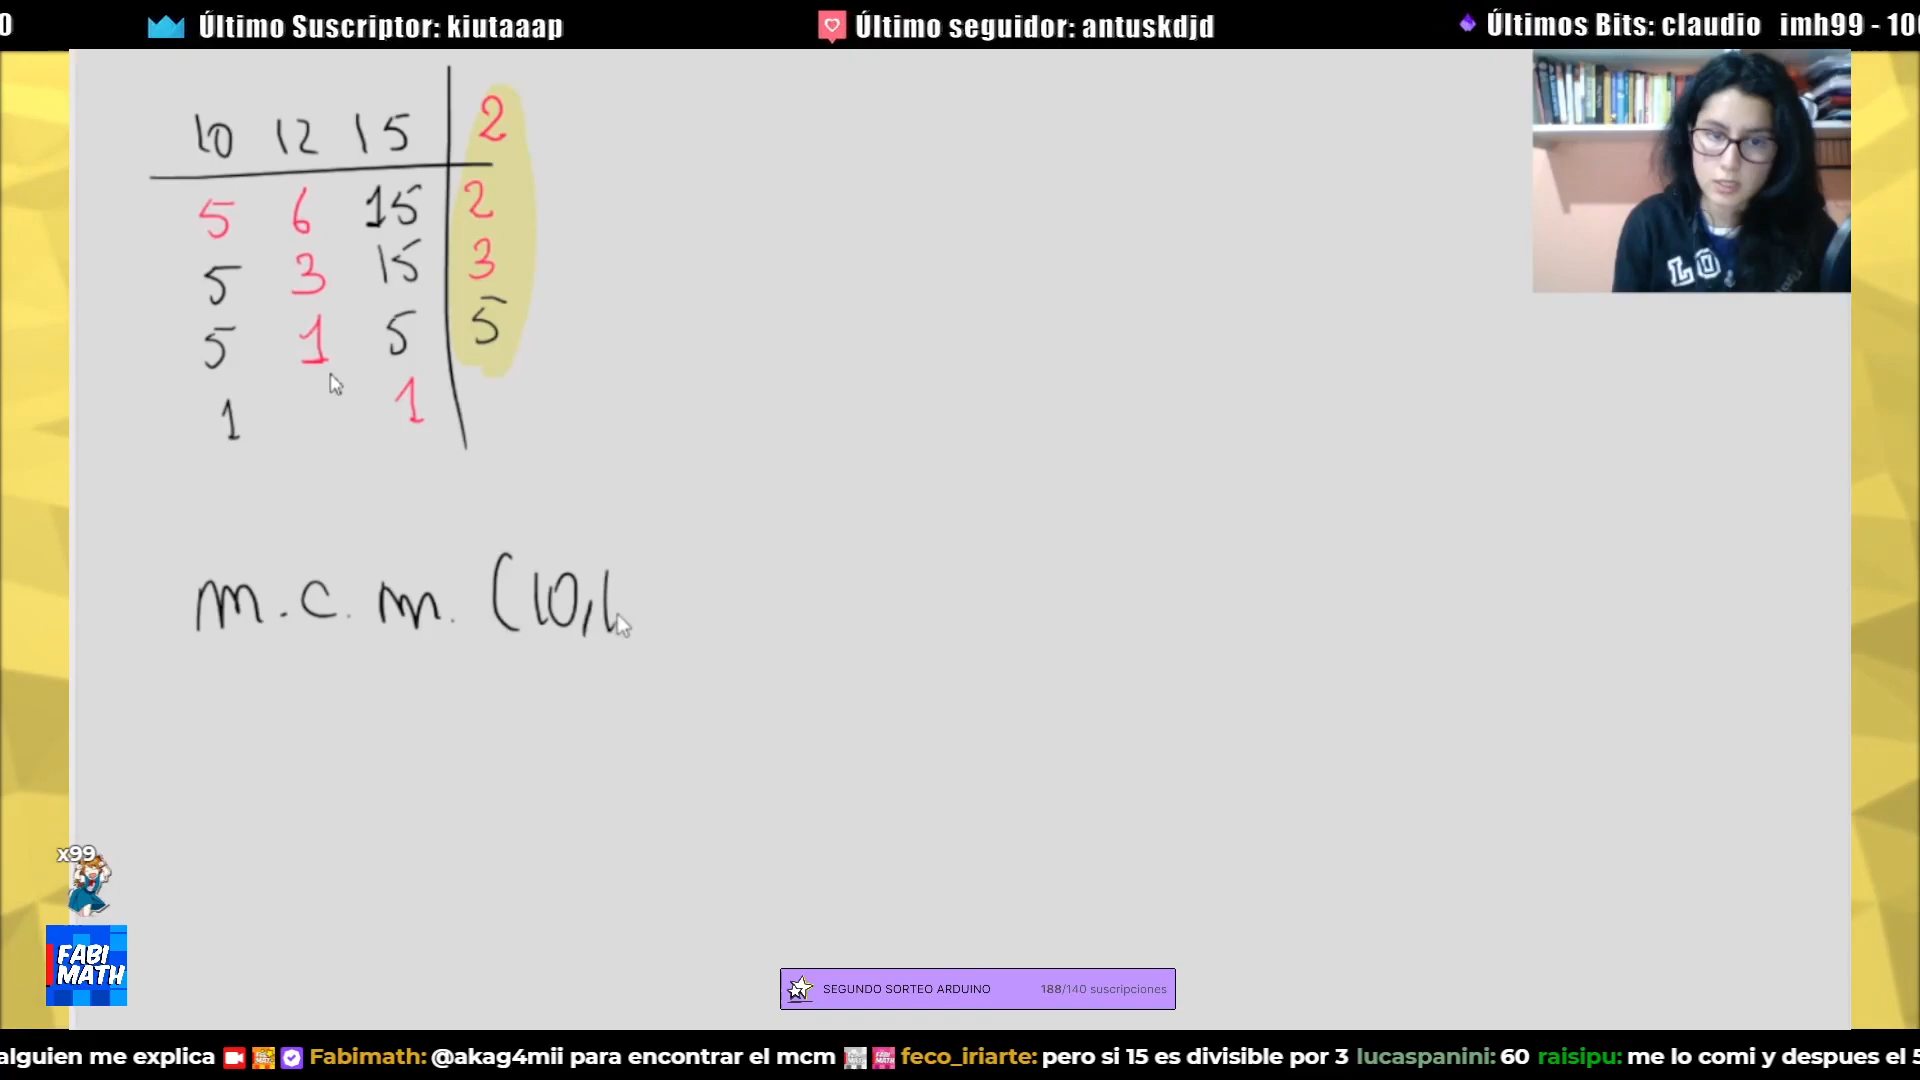 0
Último Suscriptor: kiutaaap
Último seguidor: antuskdjd
Últimos Bits: claudio imh99 - 10
10 12 15 2
5 6 15 2
5 3 15 3
5 1 5 5
1 1
m.c.m. (10,1
x99
FABI
MATH
SEGUNDO SORTEO ARDUINO 188/140 suscripciones
alguien me explica Fabimath: @akag4mii para encontrar el mcm feco_iriarte: pero si 15 es divisible por 3 lucaspanini: 60 raisipu: me lo comi y despues el 5